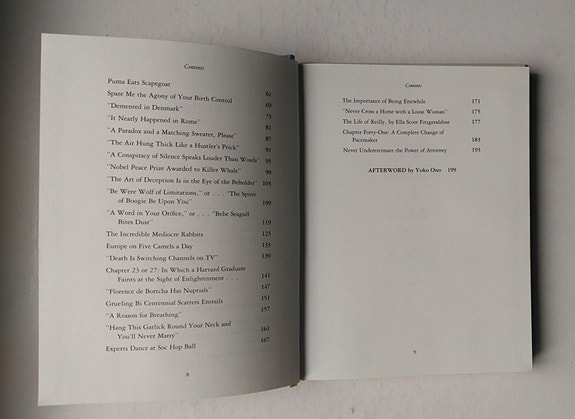 Contents
Puma Eats Scapegoat 61
Spare Me the Agony of Your Birth Control 69
"Demented in Denmark" 75
"It Nearly Happened in Rome" 81
"A Paradox and a Matching Sweater, Please" 87
"The Air Hung Thick Like a Hustler's Prick" 91
"A Conspiracy of Silence Speaks Louder Than Words" 95
"Nobel Peace Prize Awarded to Killer Whale" 99
"The Art of Deception Is in the Eye of the Beholder" 103
"Be Were Wolf of Limitations," or . . . "The Spirit
of Boogie Be Upon You" 109
"A Word in Your Orifice," or . . . "Bebe Seagull
Bites Dust" 119
The Incredible Mediocre Rabbits 123
Europe on Five Camels a Day 133
"Death Is Switching Channels on TV" 139
Chapter 23 or 27: In Which a Harvard Graduate
Faints at the Sight of Enlightenment . . . 141
"Florence de Bortcha Has Nuptials" 147
Grueling Bi Centennial Scatters Entrails 151
"A Reason for Breathing" 157
"Hang This Garlick Round Your Neck and
You'll Never Marry" 161
Experts Dance at Soc Hop Ball 167
8
Contents
The Importance of Being Erstwhile 171
"Never Cross a Horse with a Loose Woman" 175
The Life of Reilly, by Ella Scott Fitzgeraldine 177
Chapter Forty-One: A Complete Change of
Pacemaker 183
Never Underestimate the Power of Attorney 193
AFTERWORD by Yoko Ono 199
9